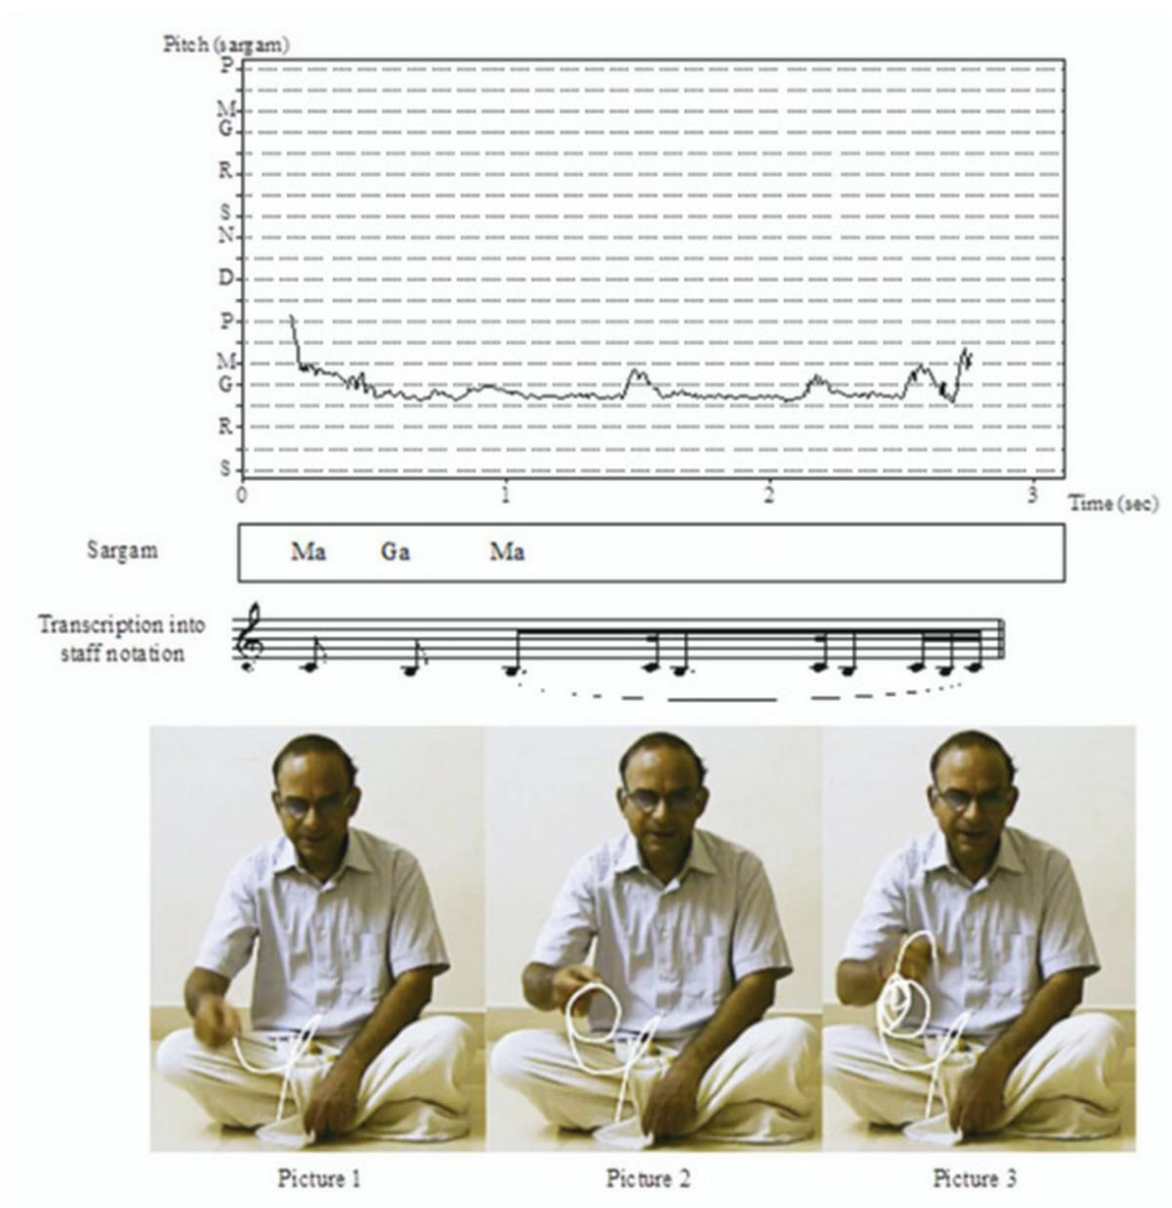 Pitch (sargam)
P
M
G
R
S
N
D
P
M
G
R
S
0 1 2 3
Time (sec)
Sargam Ma Ga Ma
Transcription into
staff notation
Picture 1 Picture 2 Picture 3